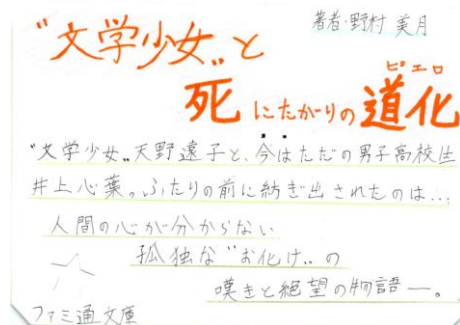 著者・野村 美月
"文学少女"と
死にたがりの道化
ピエロ
"文学少女"天野遠子と、今はただの男子高校生
井上心葉。ふたりの前に紡ぎ出されたのは…
人間の心が分からない
孤独な"お化け"の
嘆きと絶望の物語―。
ファミ通文庫